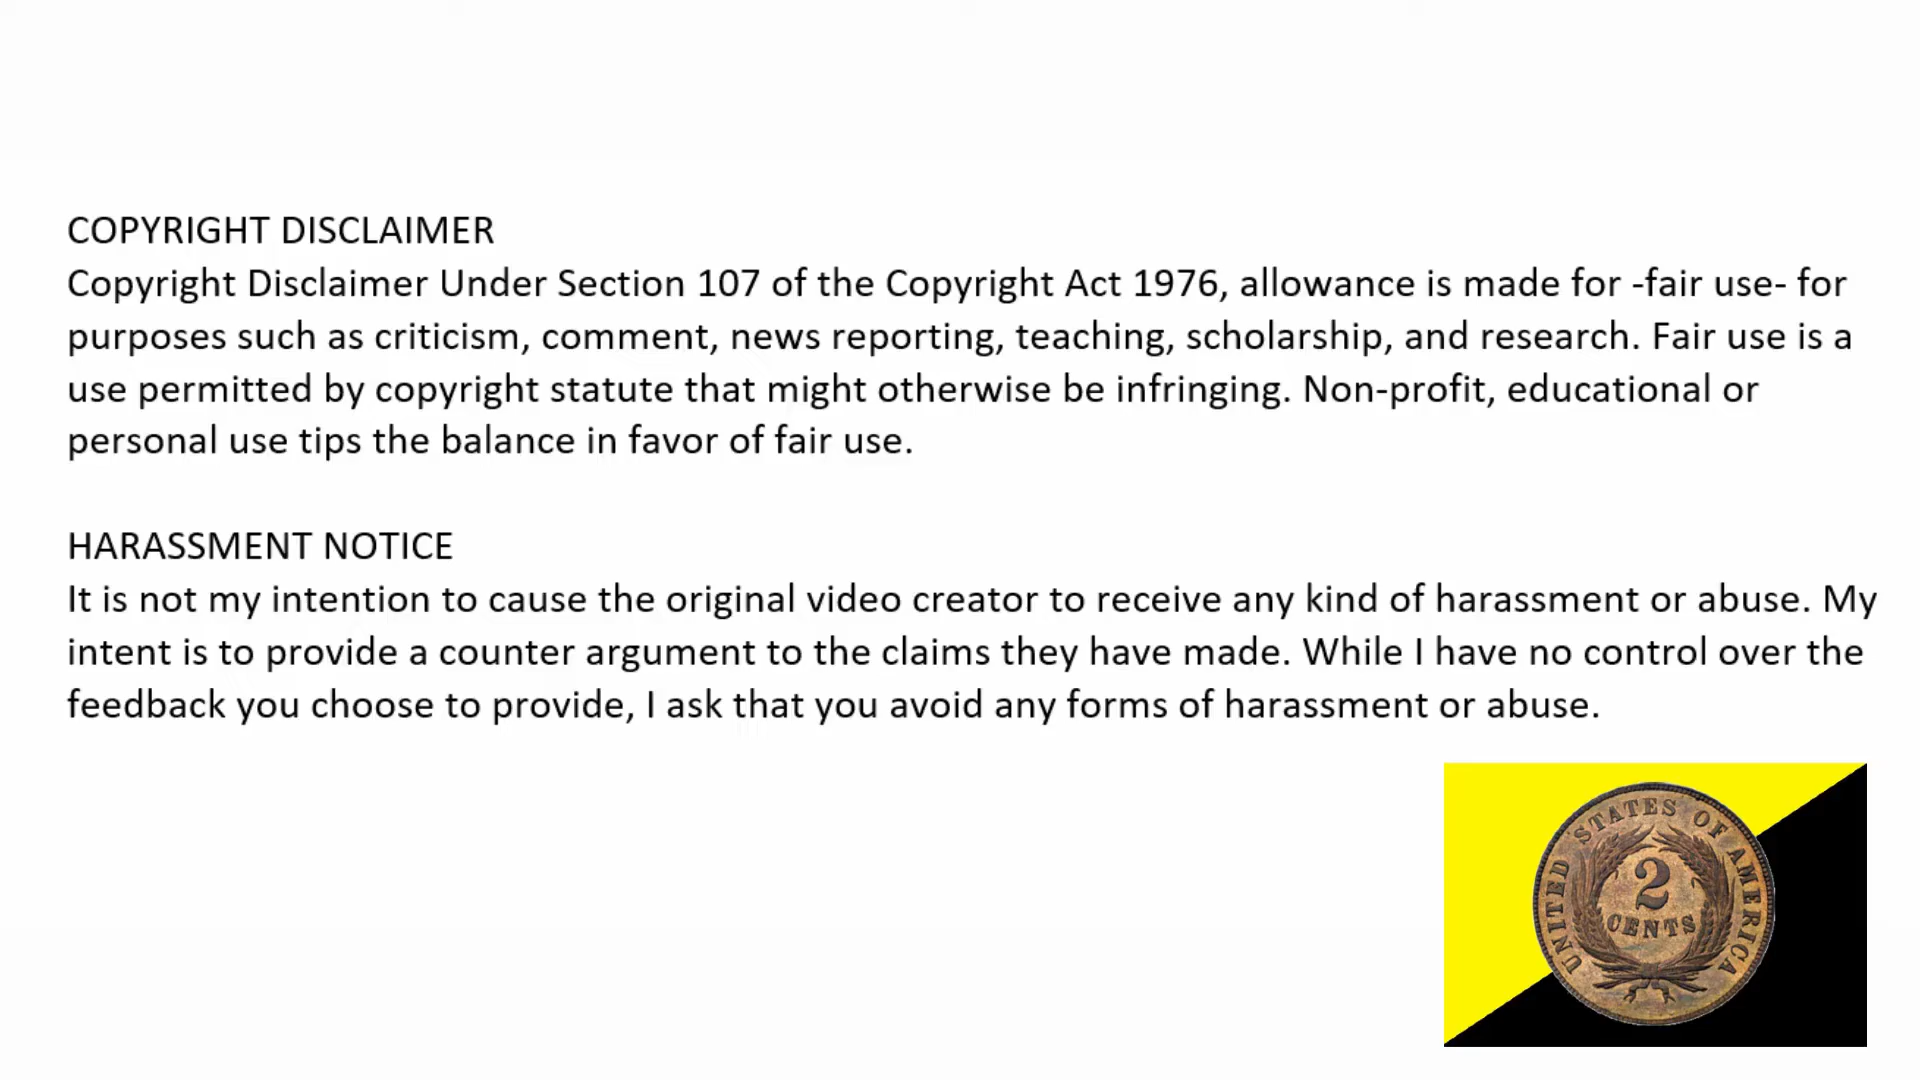 COPYRIGHT DISCLAIMER
Copyright Disclaimer Under Section 107 of the Copyright Act 1976, allowance is made for -fair use- for
purposes such as criticism, comment, news reporting, teaching, scholarship, and research. Fair use is a
use permitted by copyright statute that might otherwise be infringing. Non-profit, educational or
personal use tips the balance in favor of fair use.
HARASSMENT NOTICE
It is not my intention to cause the original video creator to receive any kind of harassment or abuse. My
intent is to provide a counter argument to the claims they have made. While I have no control over the
feedback you choose to provide, I ask that you avoid any forms of harassment or abuse.
UNITED STATES OF AMERICA
2
CENTS